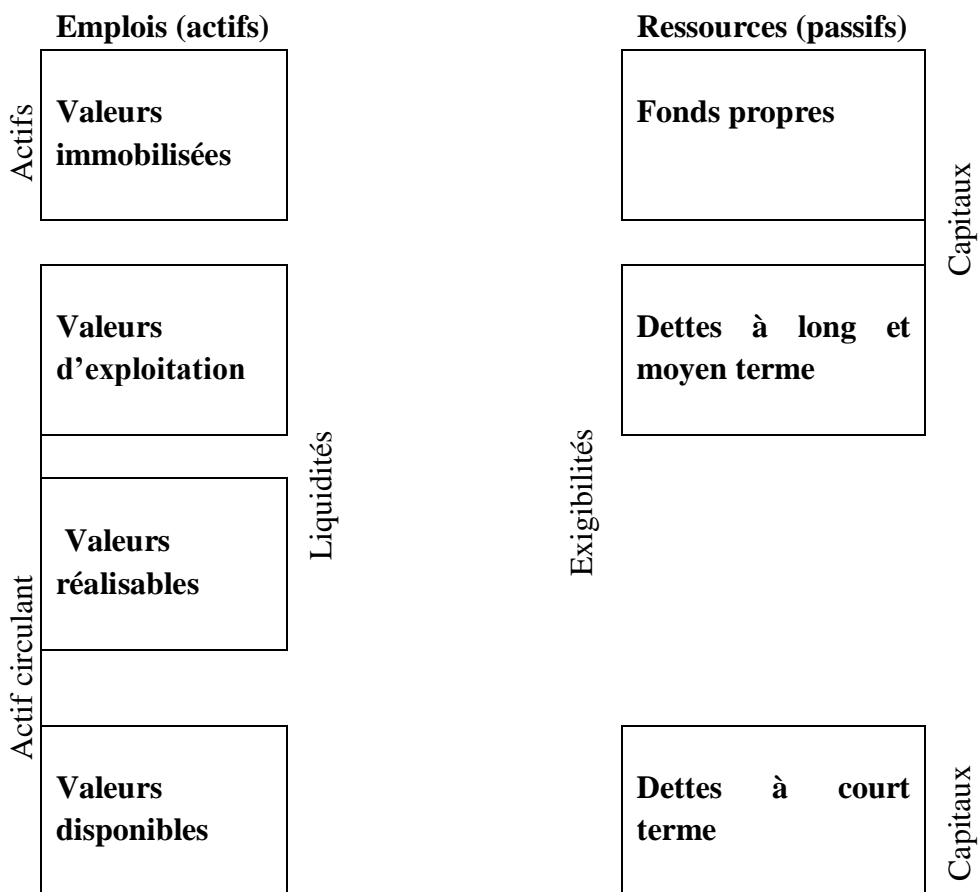 Emplois (actifs)
Ressources (passifs)
Actifs
Valeurs
immobilisées
Fonds propres
Capitaux
Valeurs
d’exploitation
Dettes à long et
moyen terme
Liquidités
Exigibilités
Valeurs
réalisables
Actif circulant
Valeurs
disponibles
Dettes à court
terme
Capitaux